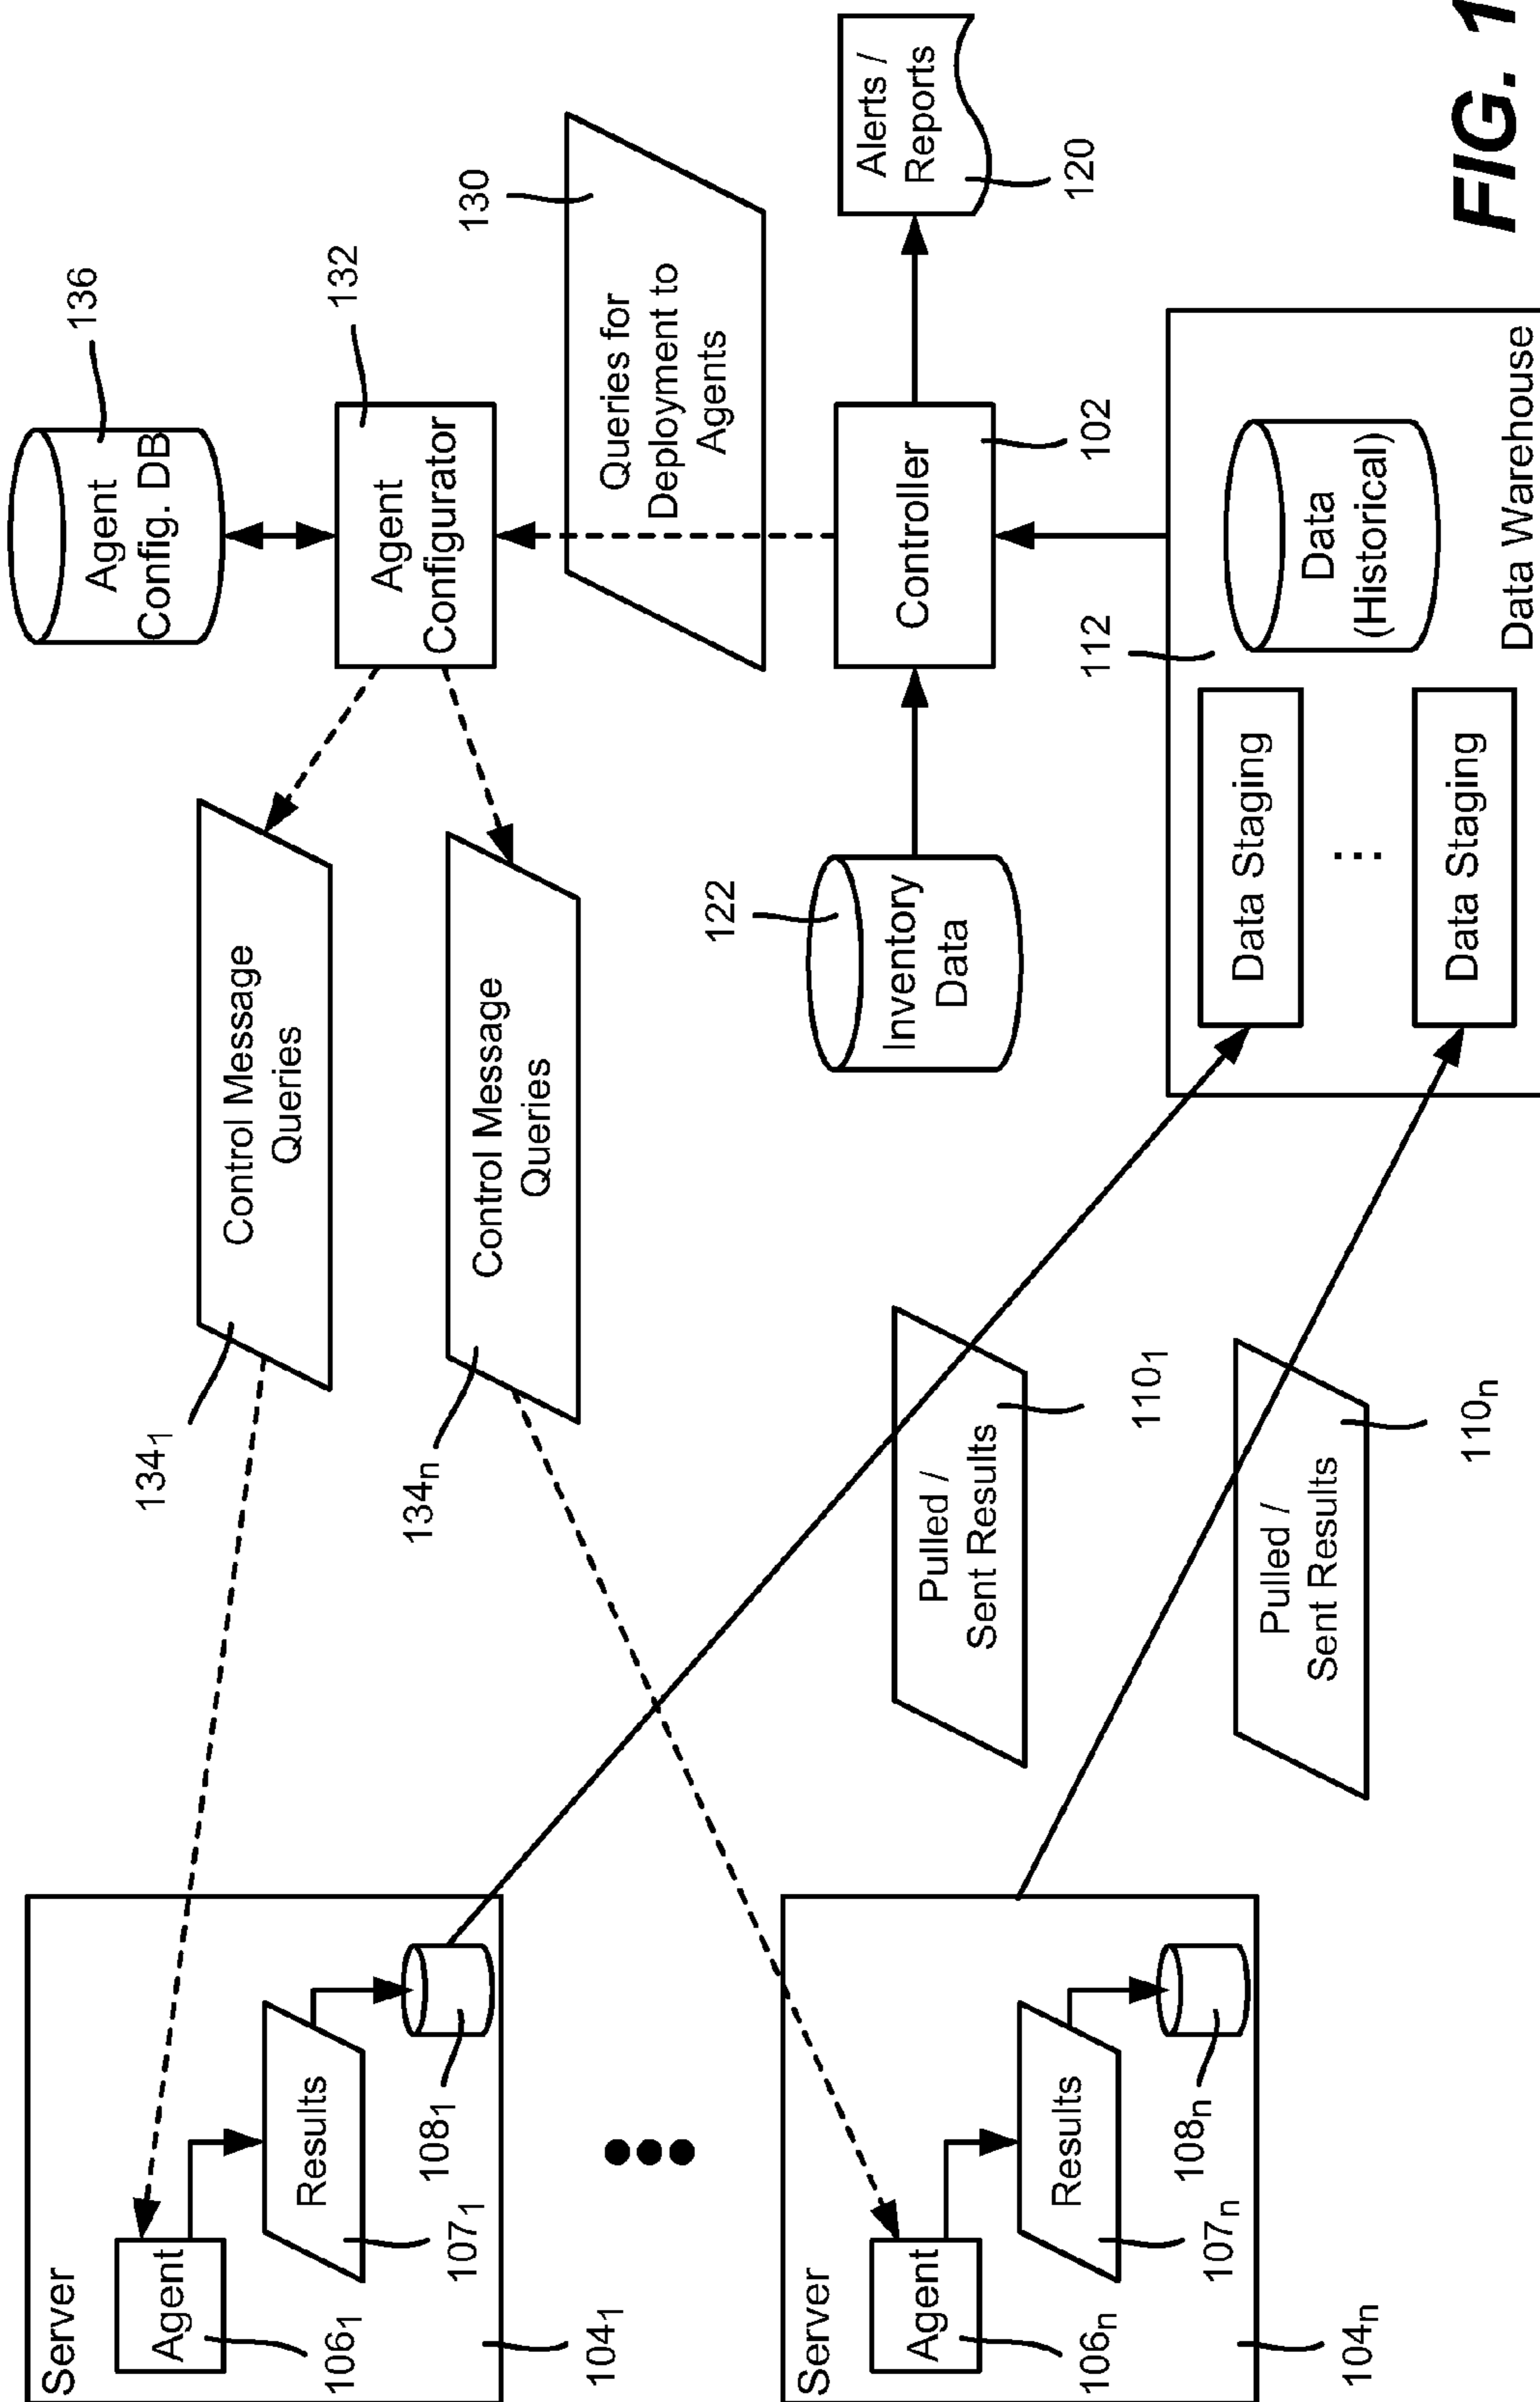 Server
Agent
106₁
Results
107₁
108₁
104₁
Server
Agent
106ₙ
Results
107ₙ
108ₙ
104ₙ
134₁
Control Message
Queries
134ₙ
Control Message
Queries
Pulled /
Sent Results
110₁
Pulled /
Sent Results
110ₙ
Agent
Config. DB
136
Agent
Configurator
132
Queries for
Deployment to
Agents
130
122
Inventory
Data
Controller
102
Alerts /
Reports
120
112
Data Staging
⋮
Data Staging
Data
(Historical)
Data Warehouse
FIG. 1